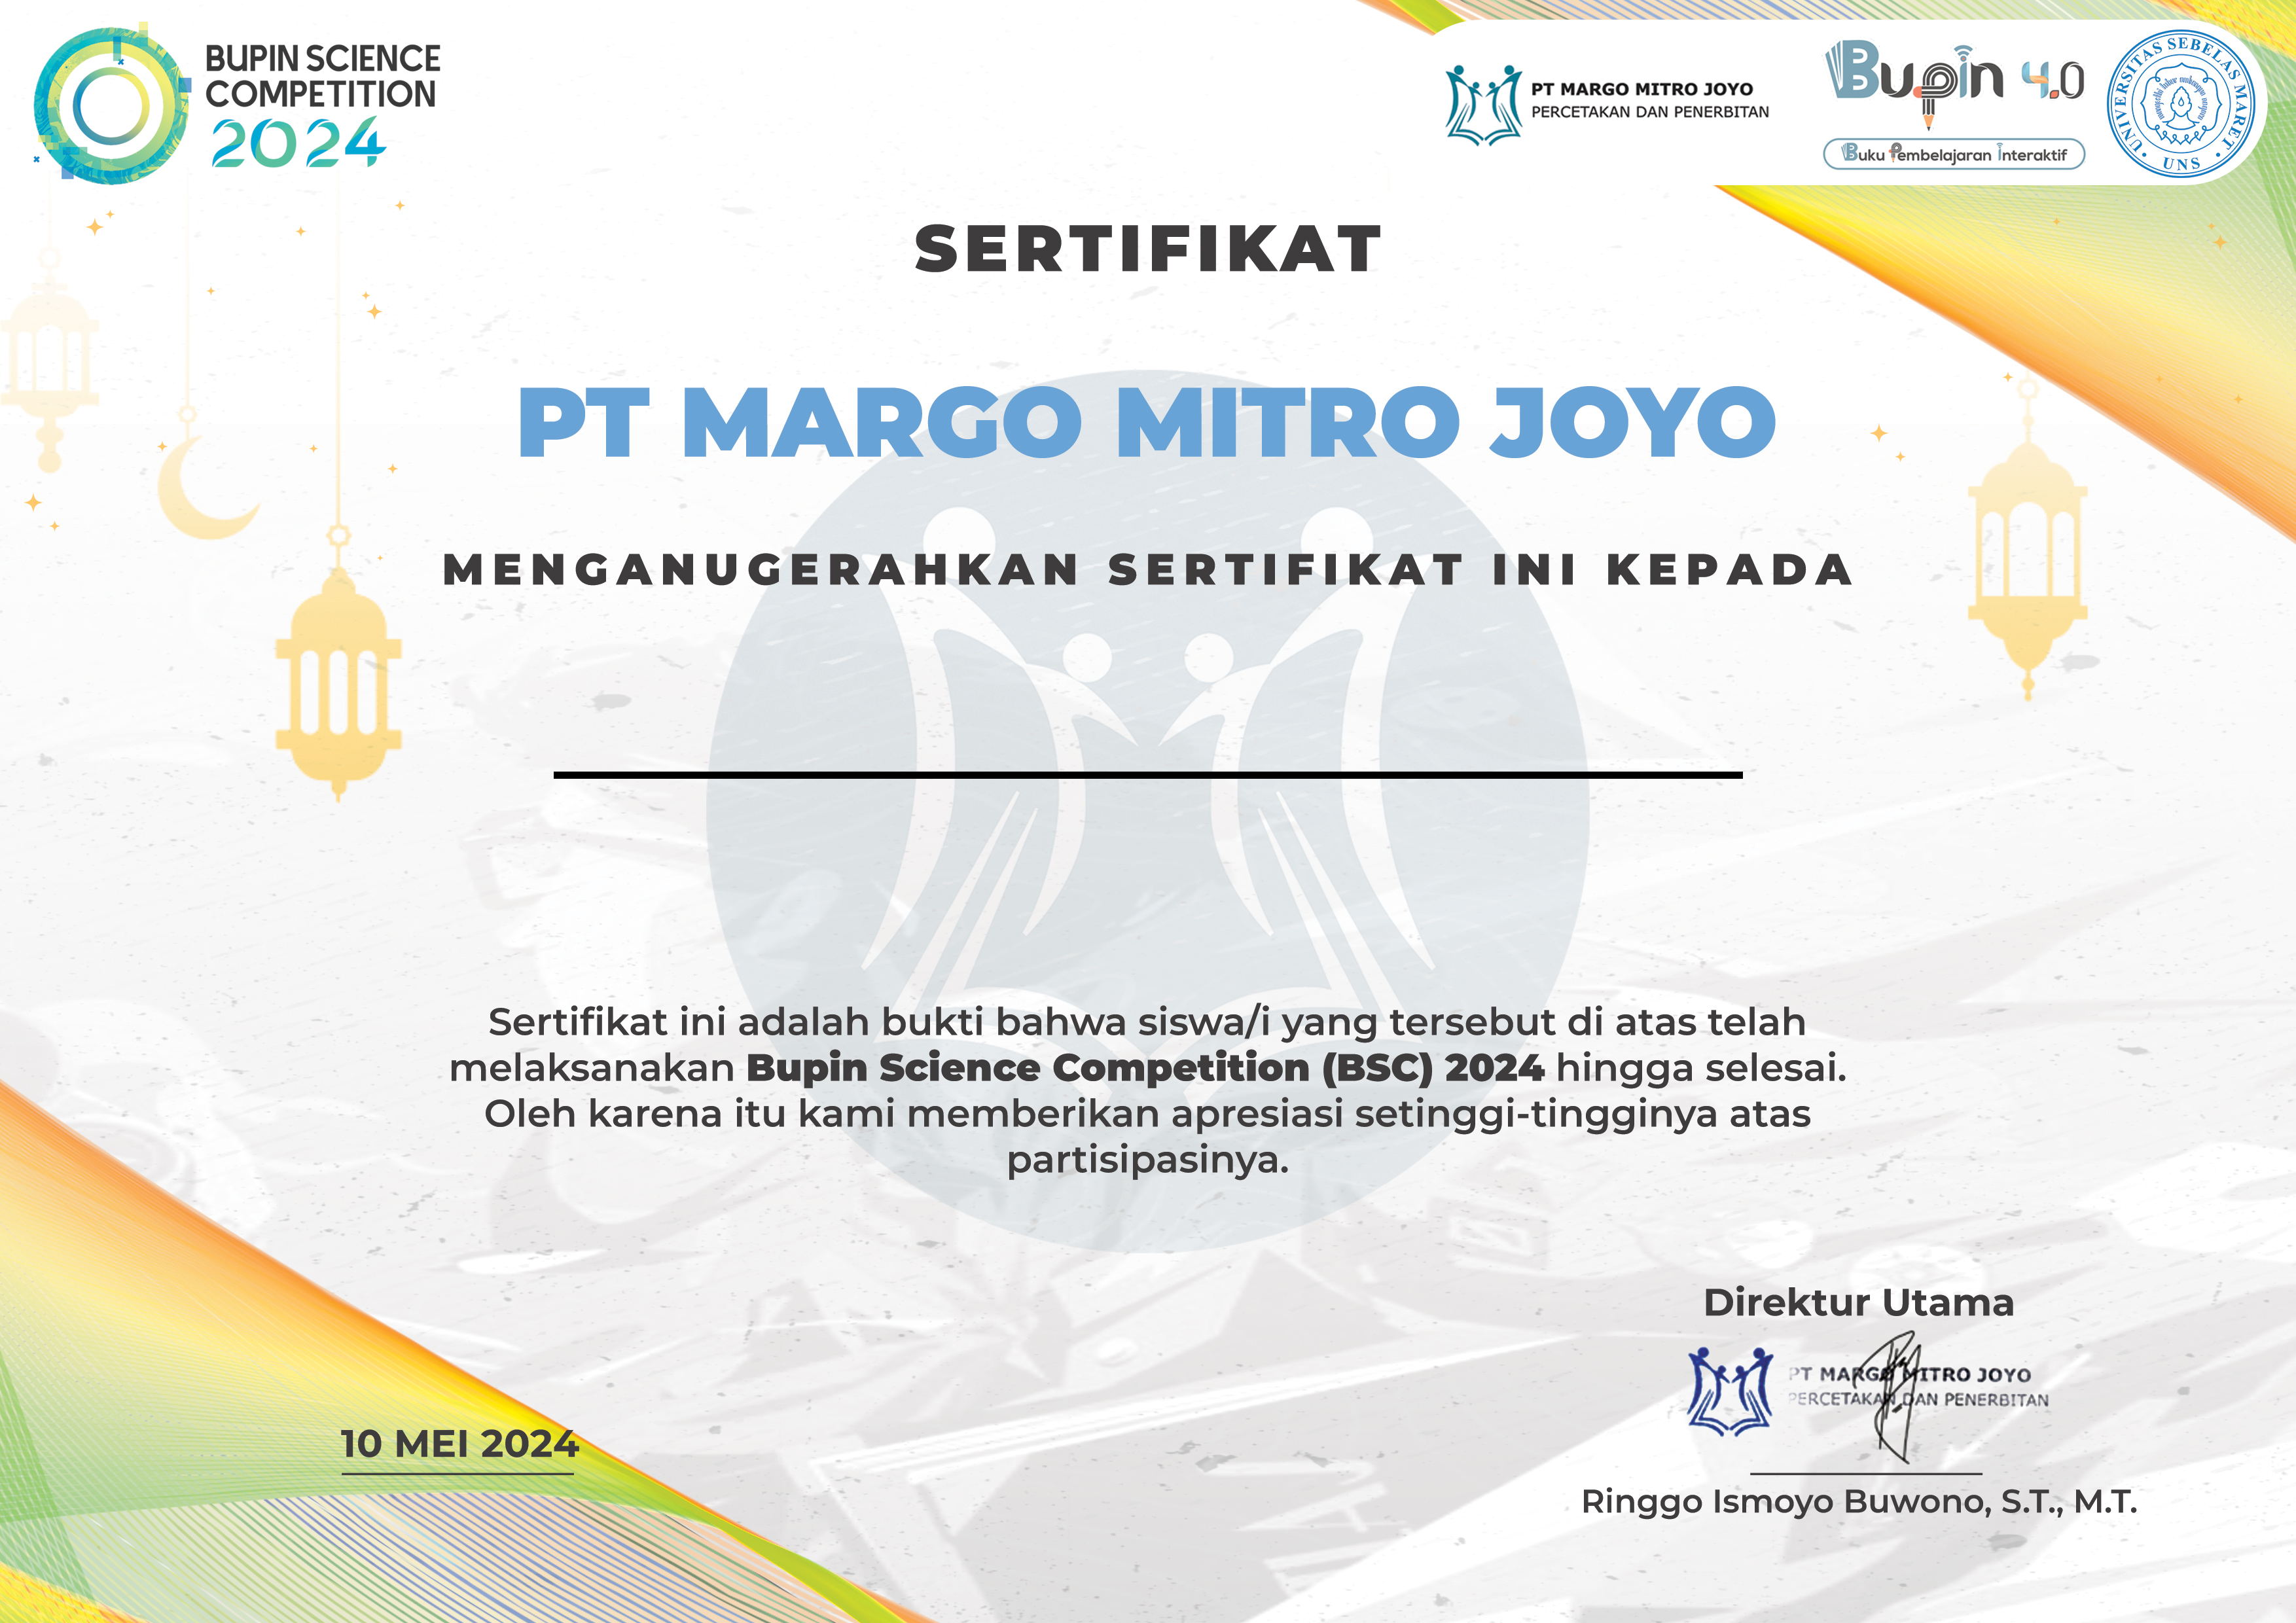 BUPIN SCIENCE
COMPETITION
2024
PT MARGO MITRO JOYO
PERCETAKAN DAN PENERBITAN
Bupin 4.0
Buku Pembelajaran Interaktif
UNIVERSITAS SEBELAS MARET
UNS
SERTIFIKAT
PT MARGO MITRO JOYO
MENGANUGERAHKAN SERTIFIKAT INI KEPADA
Sertifikat ini adalah bukti bahwa siswa/i yang tersebut di atas telah
melaksanakan Bupin Science Competition (BSC) 2024 hingga selesai.
Oleh karena itu kami memberikan apresiasi setinggi-tingginya atas
partisipasinya.
Direktur Utama
PT MARGO MITRO JOYO
PERCETAKAN DAN PENERBITAN
10 MEI 2024
Ringgo Ismoyo Buwono, S.T., M.T.